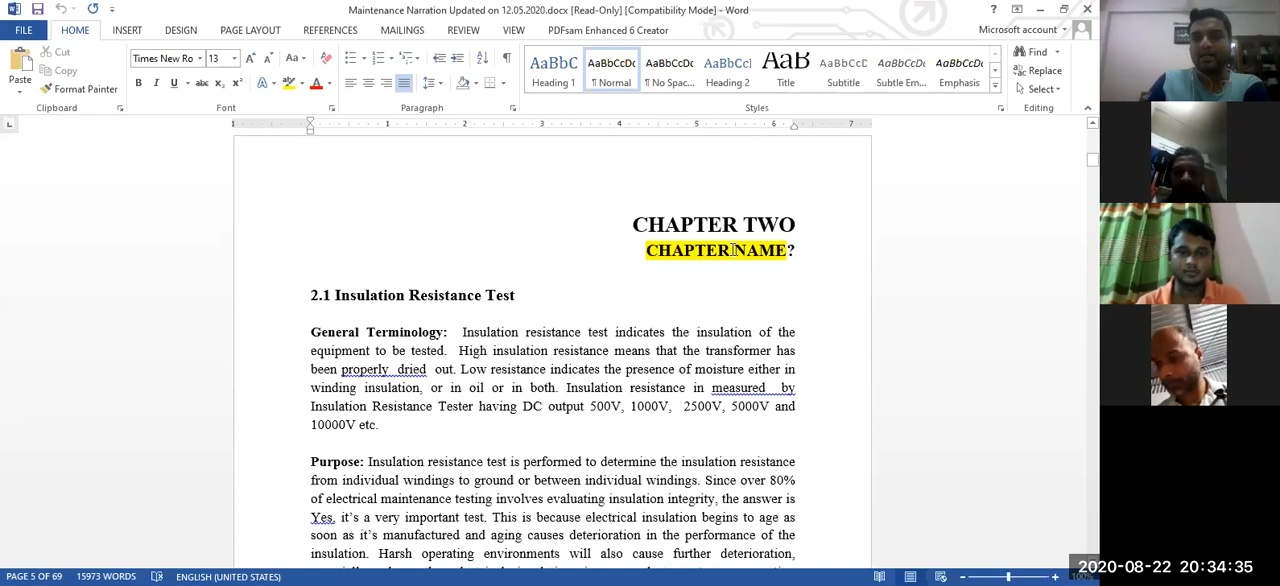 Maintenance Narration Updated on 12.05.2020.docx [Read-Only] [Compatibility Mode] - Word
FILE HOME INSERT DESIGN PAGE LAYOUT REFERENCES MAILINGS REVIEW VIEW PDFsam Enhanced 6 Creator Microsoft account
Cut
Copy
Format Painter
Paste
Clipboard
Times New Ro 13
Font
Paragraph
AaBbC AaBbCcDc AaBbCcDc AaBbCcI AaB AaBbCcD AaBbCcDc AaBbCcDc
Heading 1 ¶ Normal ¶ No Spac... Heading 2 Title Subtitle Subtle Em... Emphasis
Styles
Find
Replace
Select
Editing
1 1 2 3 4 5 6 7
CHAPTER TWO
CHAPTER NAME?
2.1 Insulation Resistance Test
General Terminology: Insulation resistance test indicates the insulation of the
equipment to be tested. High insulation resistance means that the transformer has
been properly dried out. Low resistance indicates the presence of moisture either in
winding insulation, or in oil or in both. Insulation resistance in measured by
Insulation Resistance Tester having DC output 500V, 1000V, 2500V, 5000V and
10000V etc.
Purpose: Insulation resistance test is performed to determine the insulation resistance
from individual windings to ground or between individual windings. Since over 80%
of electrical maintenance testing involves evaluating insulation integrity, the answer is
Yes, it's a very important test. This is because electrical insulation begins to age as
soon as it's manufactured and aging causes deterioration in the performance of the
insulation. Harsh operating environments will also cause further deterioration,
PAGE 5 OF 69 15973 WORDS ENGLISH (UNITED STATES)
2020-08-22 20:34:35